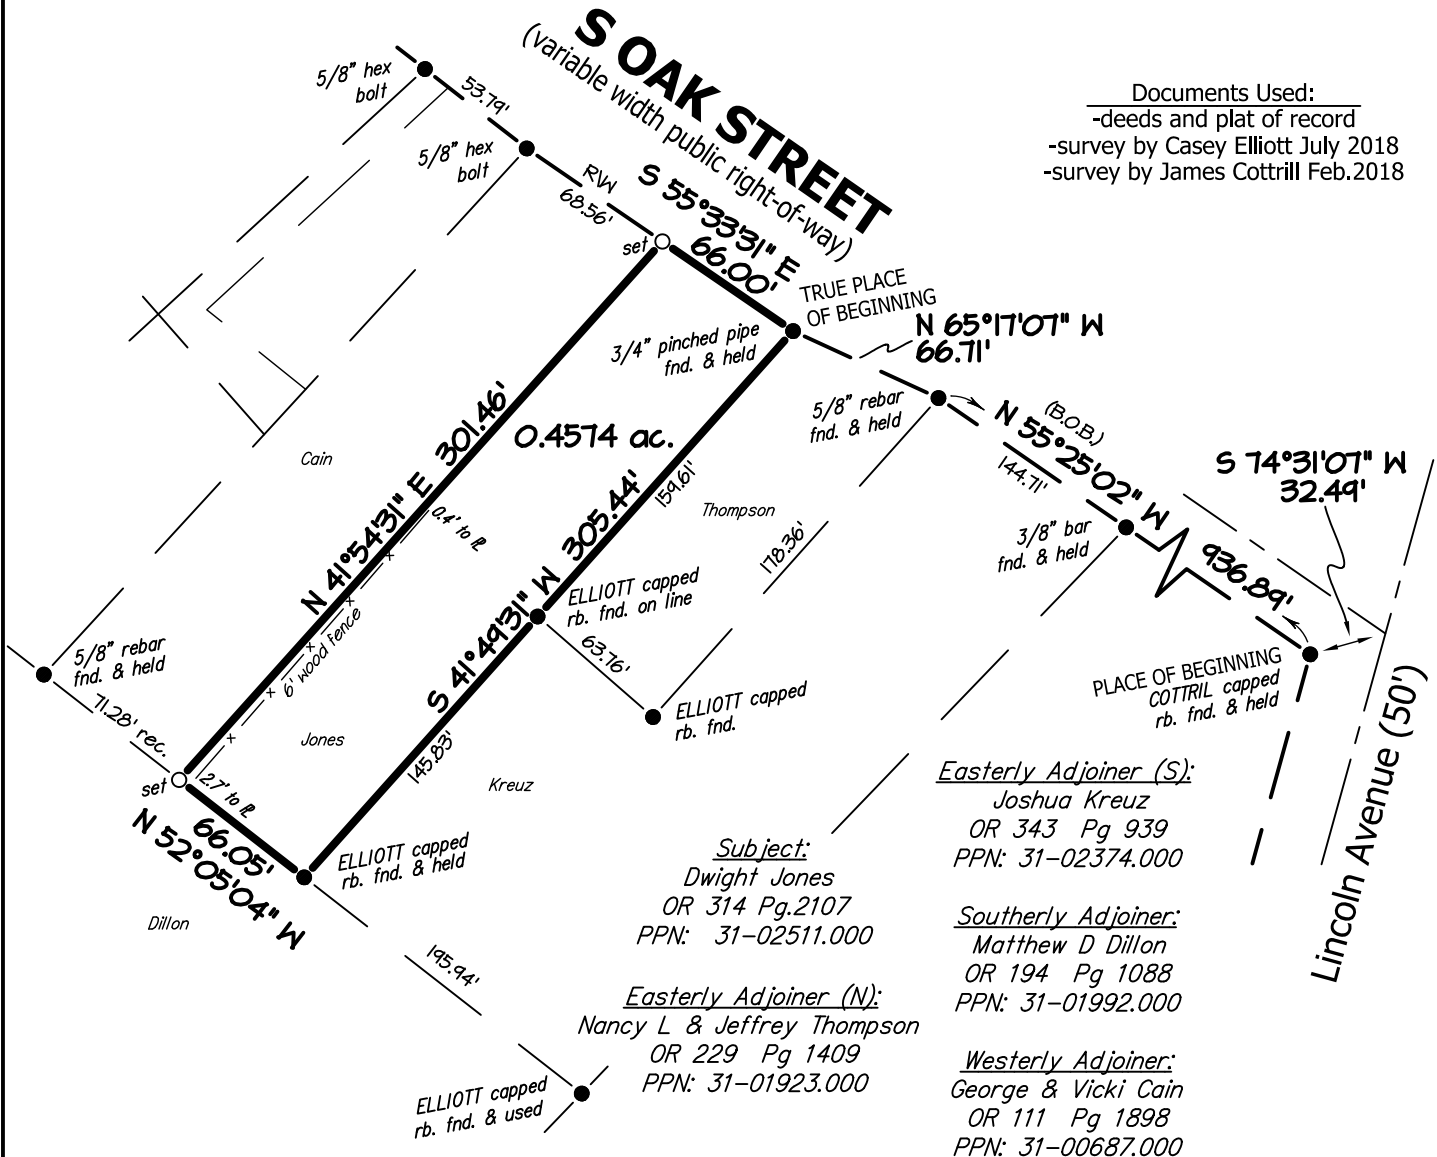 S OAK STREET
(variable width public right-of-way)
Documents Used:
-deeds and plat of record
-survey by Casey Elliott July 2018
-survey by James Cottrill Feb.2018
5/8" hex
bolt
53.79'
5/8" hex
bolt
R\W
68.56'
S 55°33'31" E
66.00'
set
TRUE PLACE
OF BEGINNING
3/4" pinched pipe
fnd. & held
N 65°17'07" W
66.71'
5/8" rebar
fnd. & held
(B.O.B.)
N 55°25'02" W
936.89'
144.71'
S 74°31'07" W
32.49'
3/8" bar
fnd. & held
PLACE OF BEGINNING
COTTRIL capped
rb. fnd. & held
Lincoln Avenue (50')
N 41°54'31" E 301.46'
0.4574 ac.
Cain
0.4' to PL
159.61'
Thompson
178.36'
S 41°49'31" W 305.44'
ELLIOTT capped
rb. fnd. on line
63.76'
ELLIOTT capped
rb. fnd.
6' wood fence
5/8" rebar
fnd. & held
71.28' rec.
set
2.7' to PL
Jones
145.83'
Kreuz
66.05'
N 52°05'04" W
ELLIOTT capped
rb. fnd. & held
Dillon
195.94'
ELLIOTT capped
rb. fnd. & used
Subject:
Dwight Jones
OR 314 Pg.2107
PPN: 31-02511.000
Easterly Adjoiner (N):
Nancy L & Jeffrey Thompson
OR 229 Pg 1409
PPN: 31-01923.000
Easterly Adjoiner (S):
Joshua Kreuz
OR 343 Pg 939
PPN: 31-02374.000
Southerly Adjoiner:
Matthew D Dillon
OR 194 Pg 1088
PPN: 31-01992.000
Westerly Adjoiner:
George & Vicki Cain
OR 111 Pg 1898
PPN: 31-00687.000